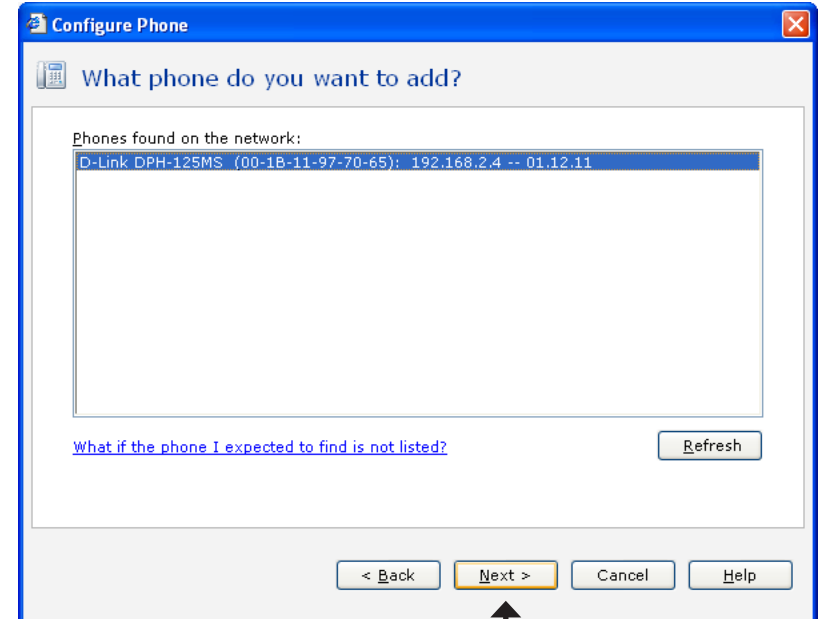 Configure Phone
What phone do you want to add?
Phones found on the network:
D-Link DPH-125MS (00-1B-11-97-70-65): 192.168.2.4 -- 01.12.11
What if the phone I expected to find is not listed?
Refresh
< Back
Next >
Cancel
Help